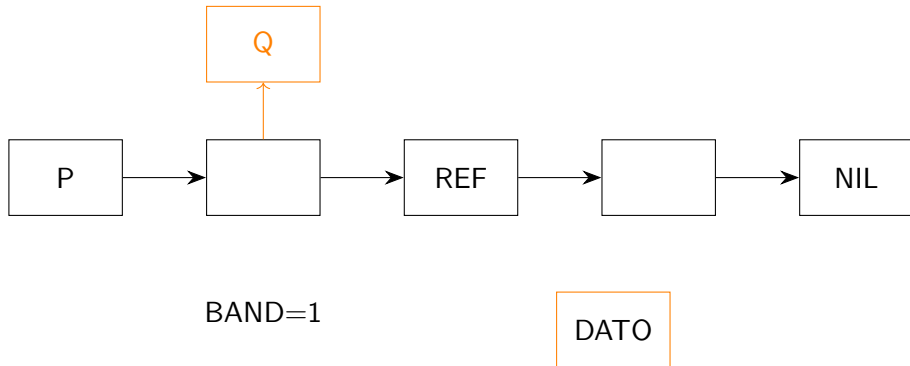 Q
P
REF
NIL
BAND=1
DATO